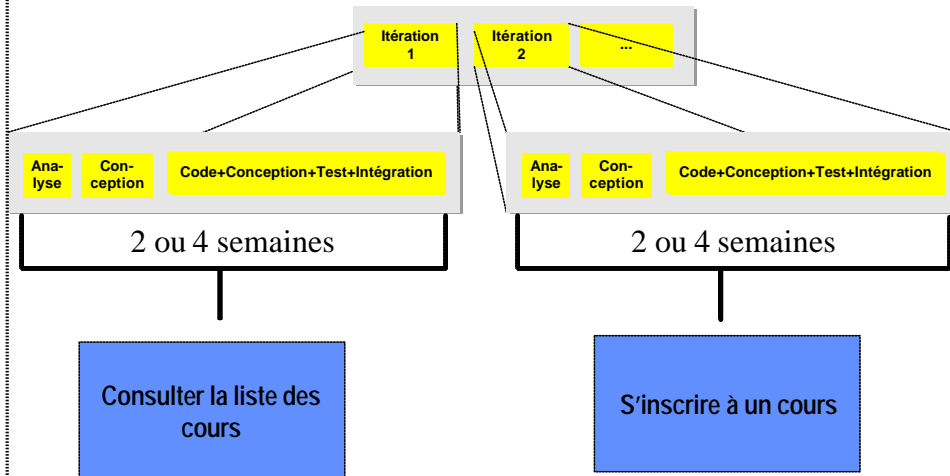 Itération
1
Itération
2
...
Ana-
lyse
Con-
ception
Code+Conception+Test+Intégration
Ana-
lyse
Con-
ception
Code+Conception+Test+Intégration
2 ou 4 semaines
2 ou 4 semaines
Consulter la liste des
cours
S'inscrire à un cours